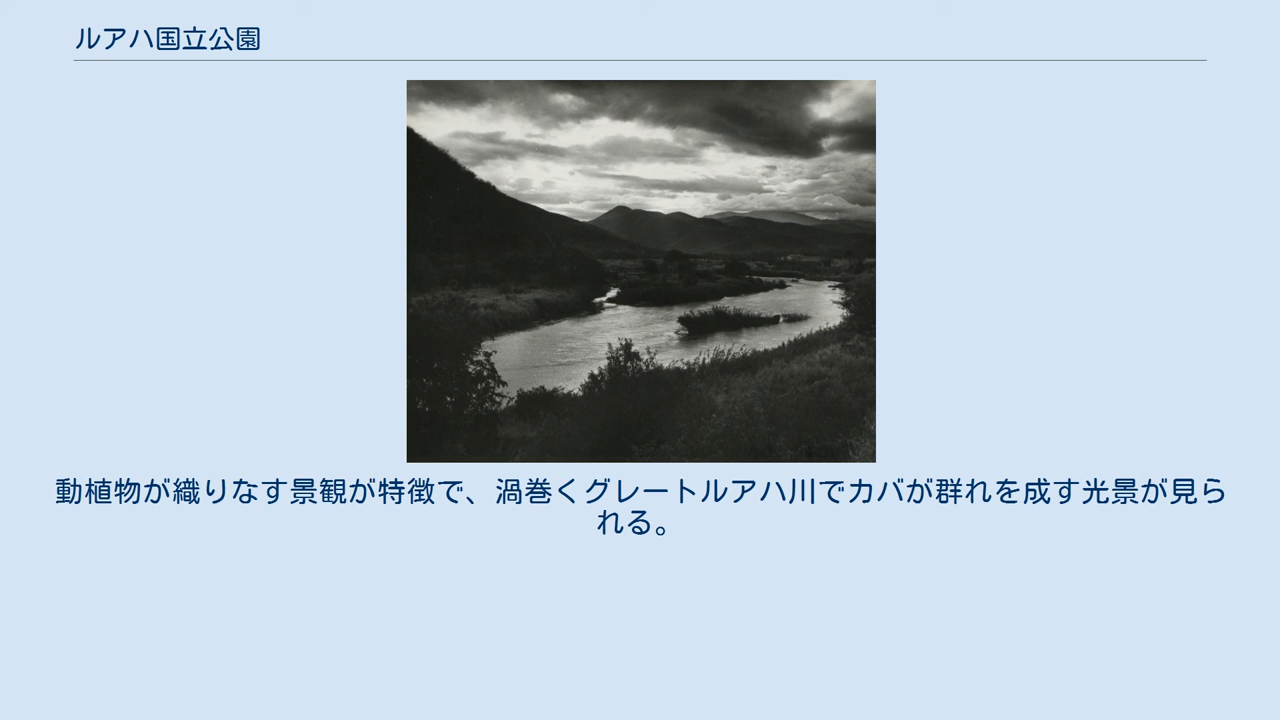 ルアハ国立公園
動植物が織りなす景観が特徴で、渦巻くグレートルアハ川でカバが群れを成す光景が見ら
れる。